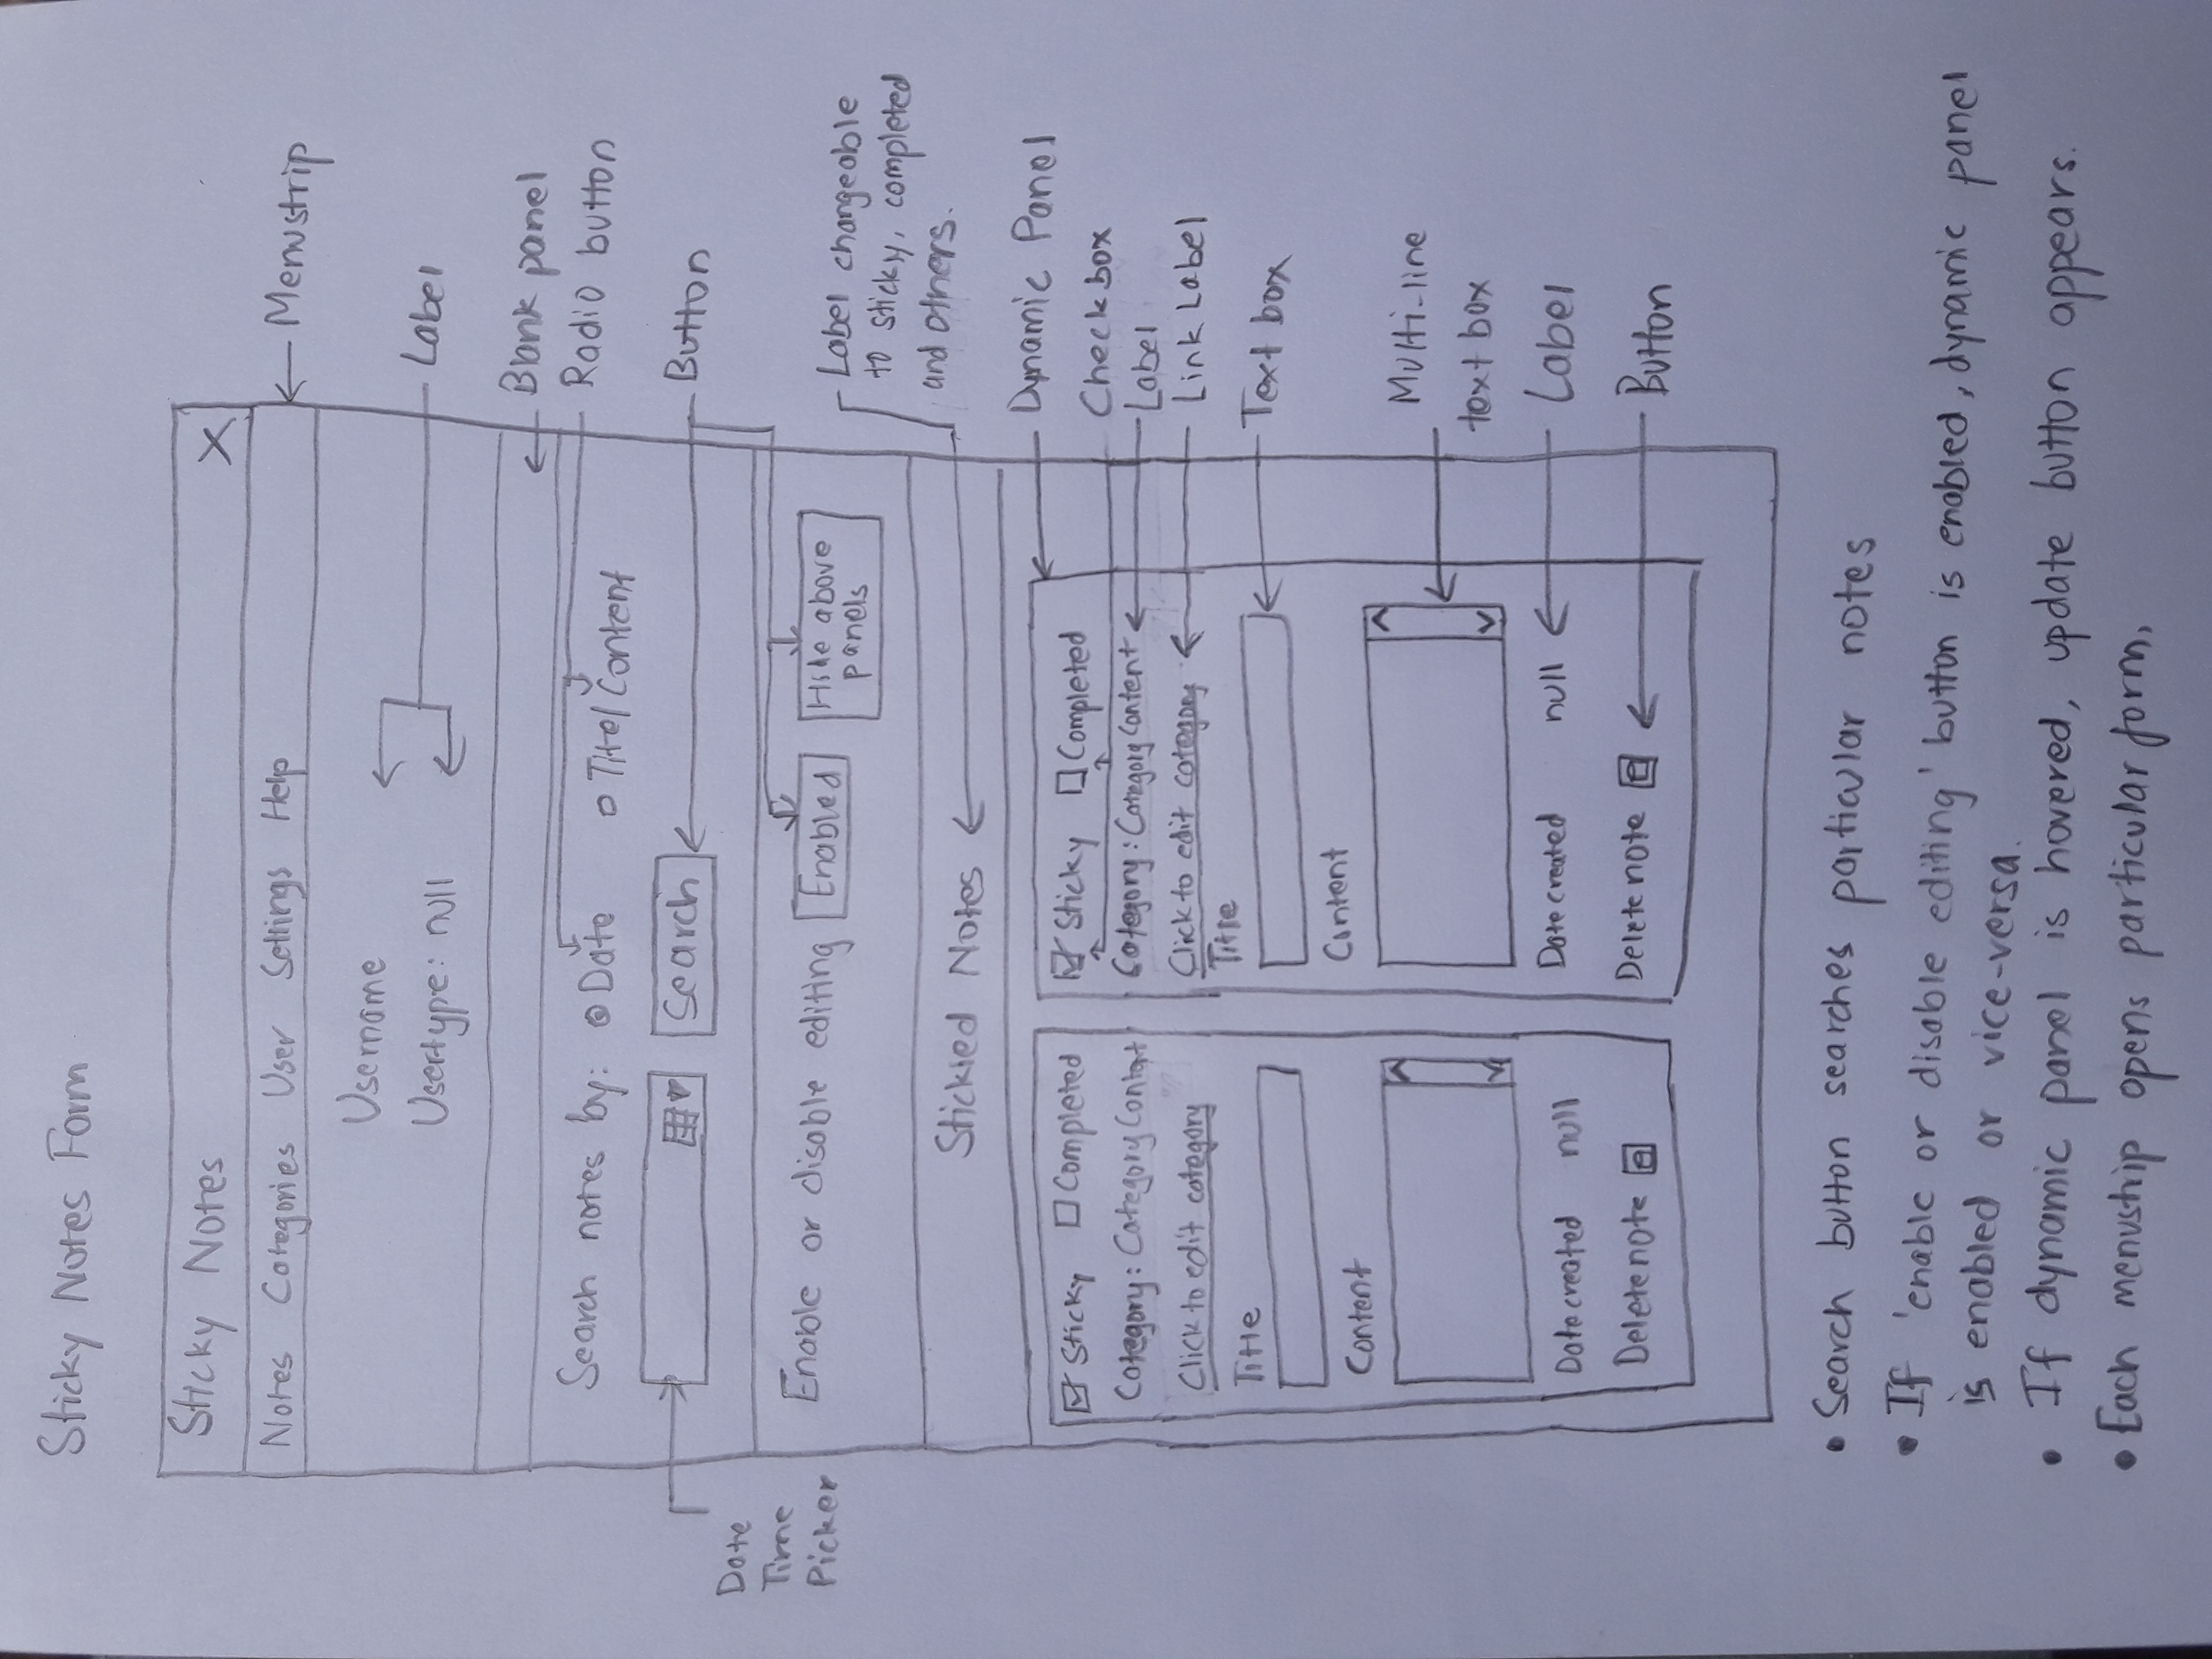 Sticky Notes Form
Sticky Notes X
Notes Categories User Settings Help
Menustrip
Username
Usertype: null
Label
Blank panel
Search notes by: Date Titel/Content
Radio button
Search
Button
Date
Time
Picker
Enable or disable editing Enabled Hide above
panels
Label changeable
to sticky, completed
and others.
Stickied Notes
Dynamic Panel
Sticky Completed
Category: Category Content
Click to edit category
Title
Content
Date created null
Delete note
Sticky Completed
Checkbox
Category: Category Content
Label
Click to edit category
Link Label
Title
Text box
Content
Multi-line
text box
Date created null
Label
Delete note
Button
• Search button searches particular notes
• If 'enable or disable editing' button is enabled, dynamic panel
is enabled or vice-versa.
• If dynamic panel is hovered, update button appears.
• Each menustrip opens particular form,